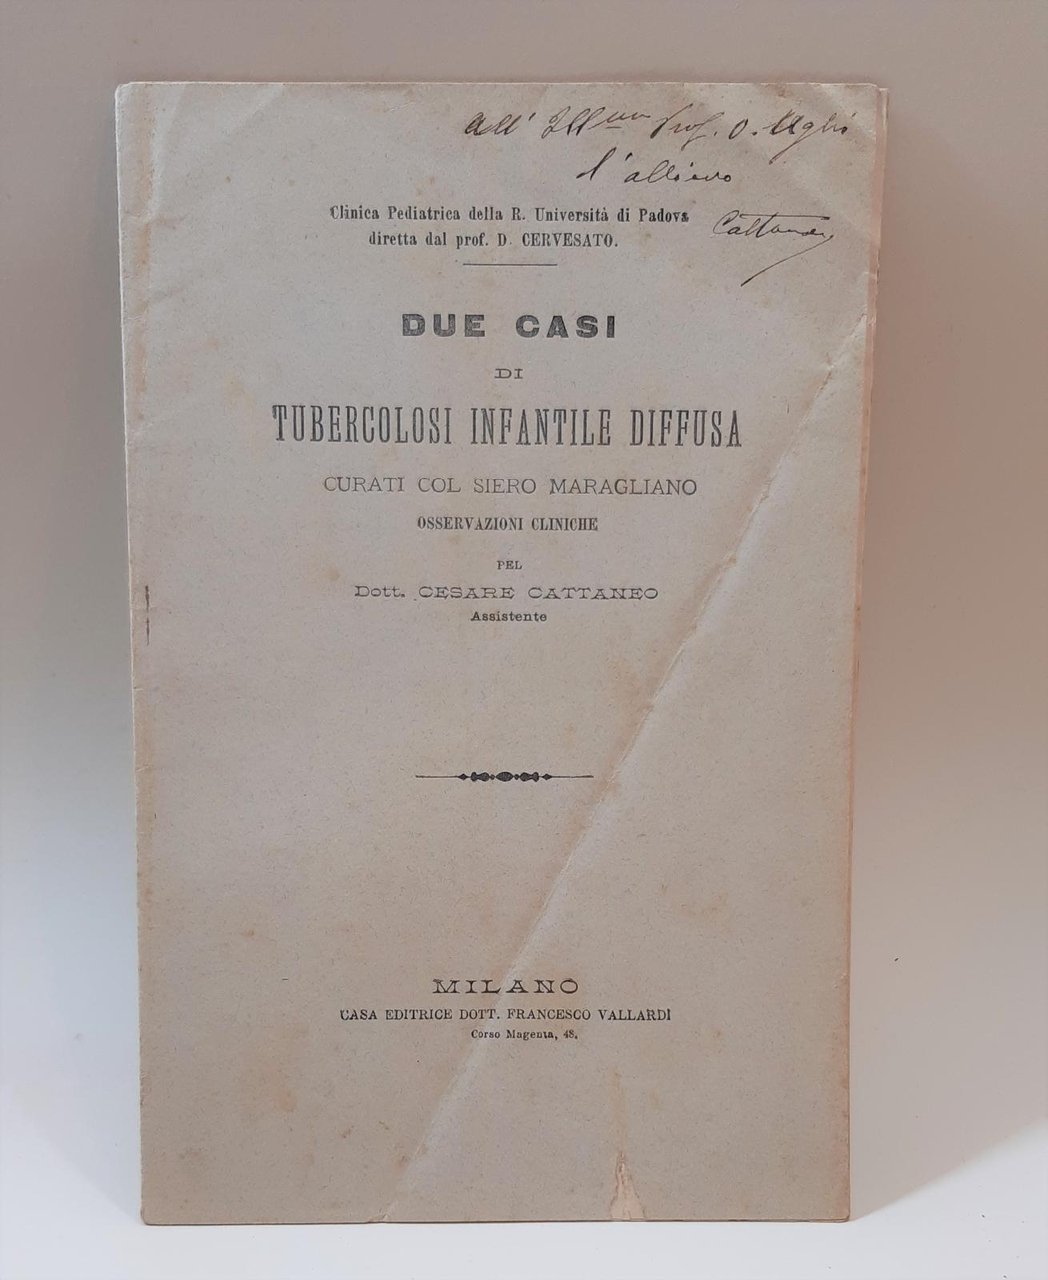 all' Ill.mo Prof. O.
l'allievo
Cattaneo
Clinica Pediatrica della R. Università di Padova
diretta dal prof. D. CERVESATO.
DUE CASI
DI
TUBERCOLOSI INFANTILE DIFFUSA
CURATI COL SIERO MARAGLIANO
OSSERVAZIONI CLINICHE
PEL
Dott. CESARE CATTANEO
Assistente
MILANO
CASA EDITRICE DOTT. FRANCESCO VALLARDI
Corso Magenta, 48.